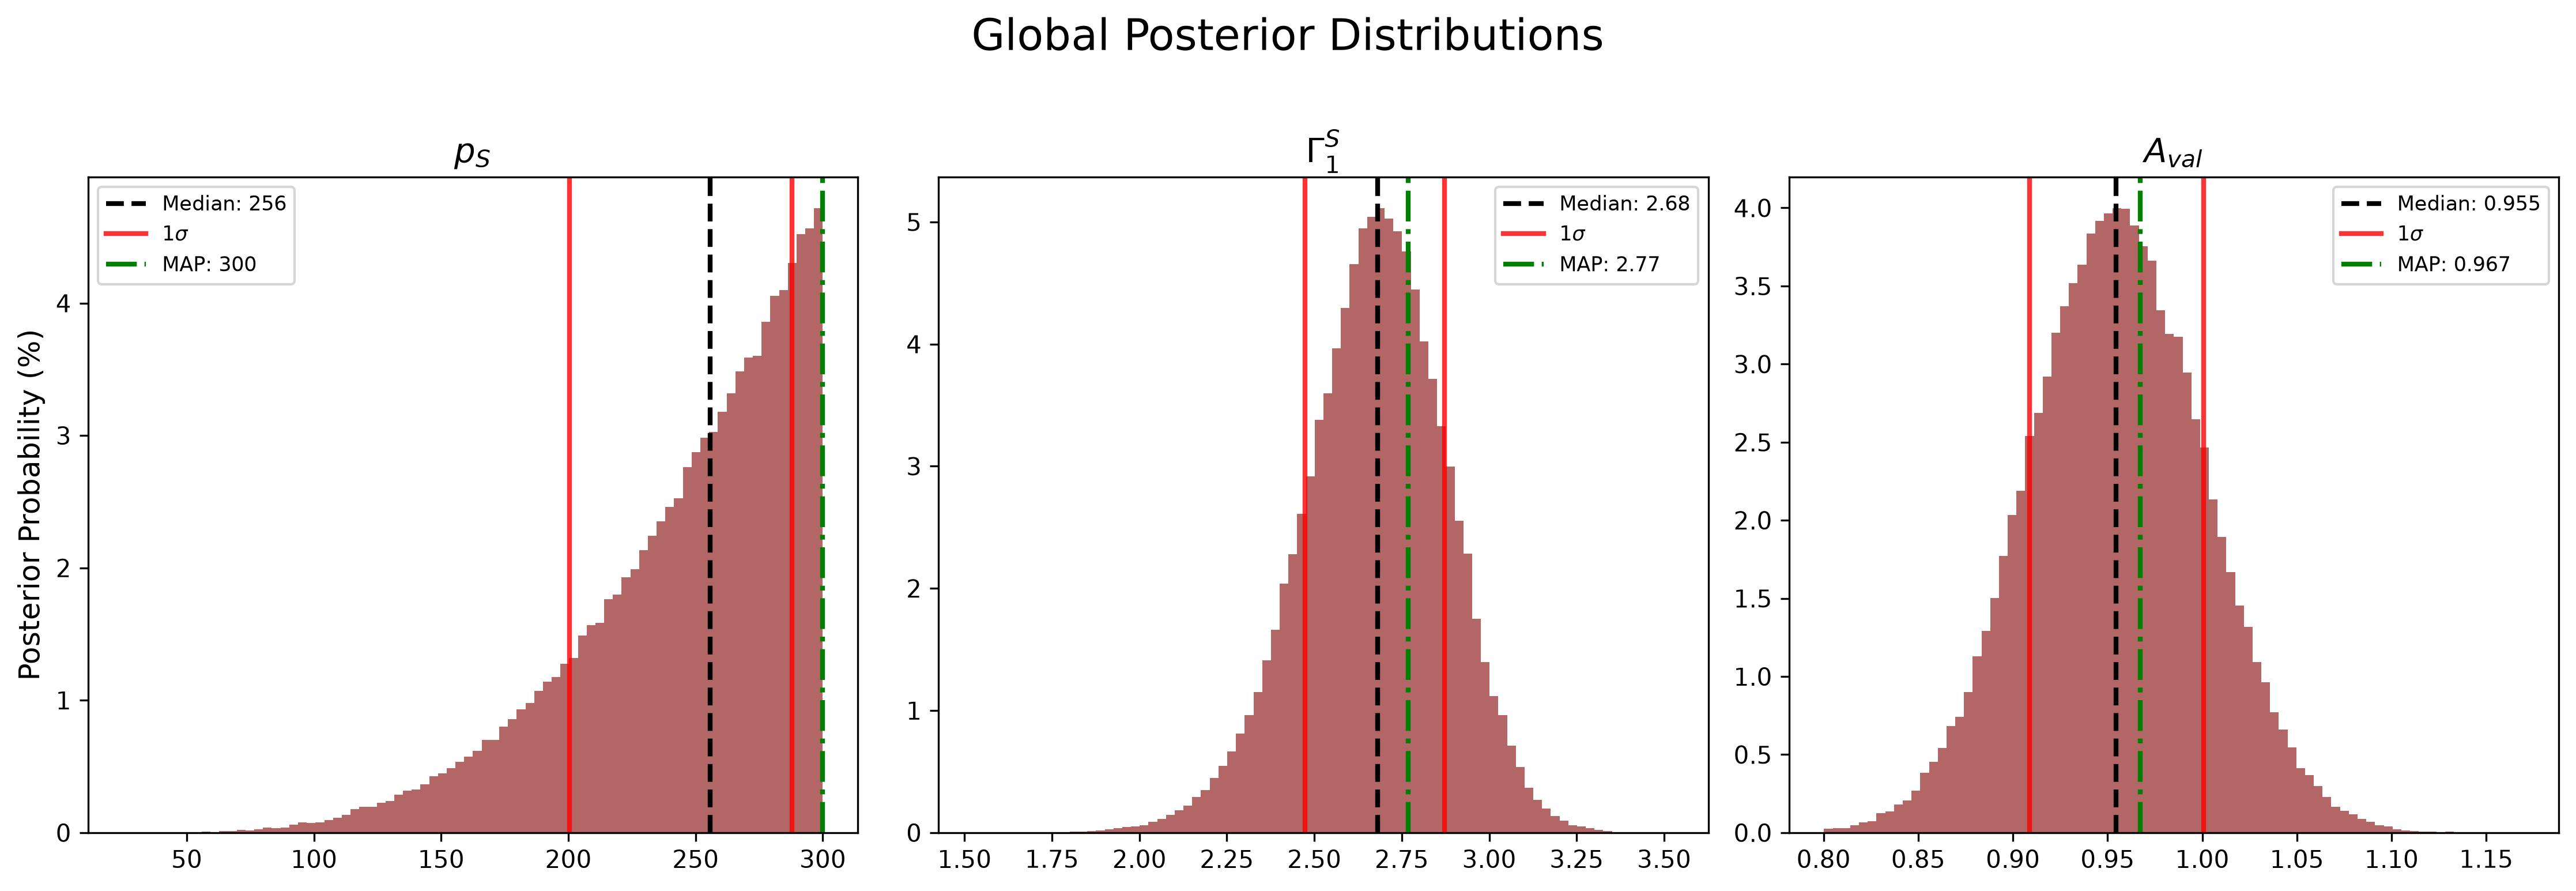 Global Posterior Distributions
p_S
Median: 256
1σ
MAP: 300
Posterior Probability (%)
4
3
2
1
0
50 100 150 200 250 300
Γ_1^S
Median: 2.68
1σ
MAP: 2.77
5
4
3
2
1
0
1.50 1.75 2.00 2.25 2.50 2.75 3.00 3.25 3.50
A_val
Median: 0.955
1σ
MAP: 0.967
4.0
3.5
3.0
2.5
2.0
1.5
1.0
0.5
0.0
0.80 0.85 0.90 0.95 1.00 1.05 1.10 1.15